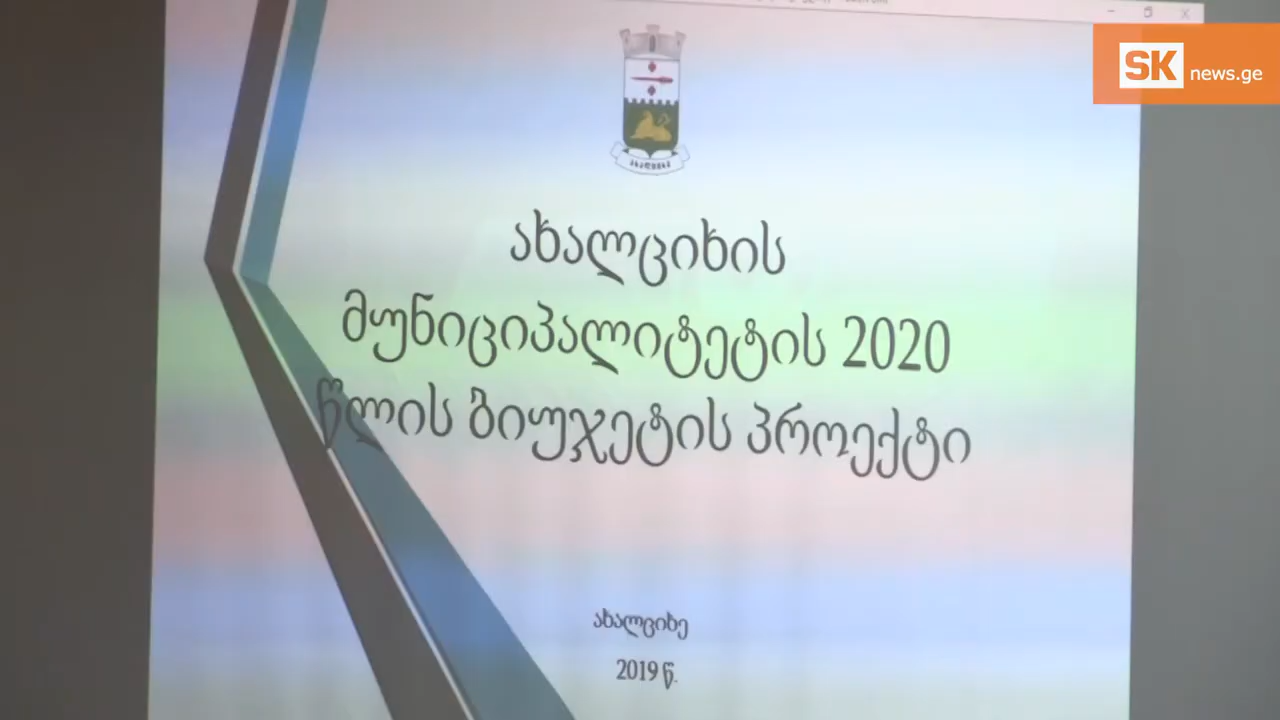 SK news.ge
ახალციხის
მუნიციპალიტეტის 2020
წლის ბიუჯეტის პროექტი
ახალციხე
2019 წ.